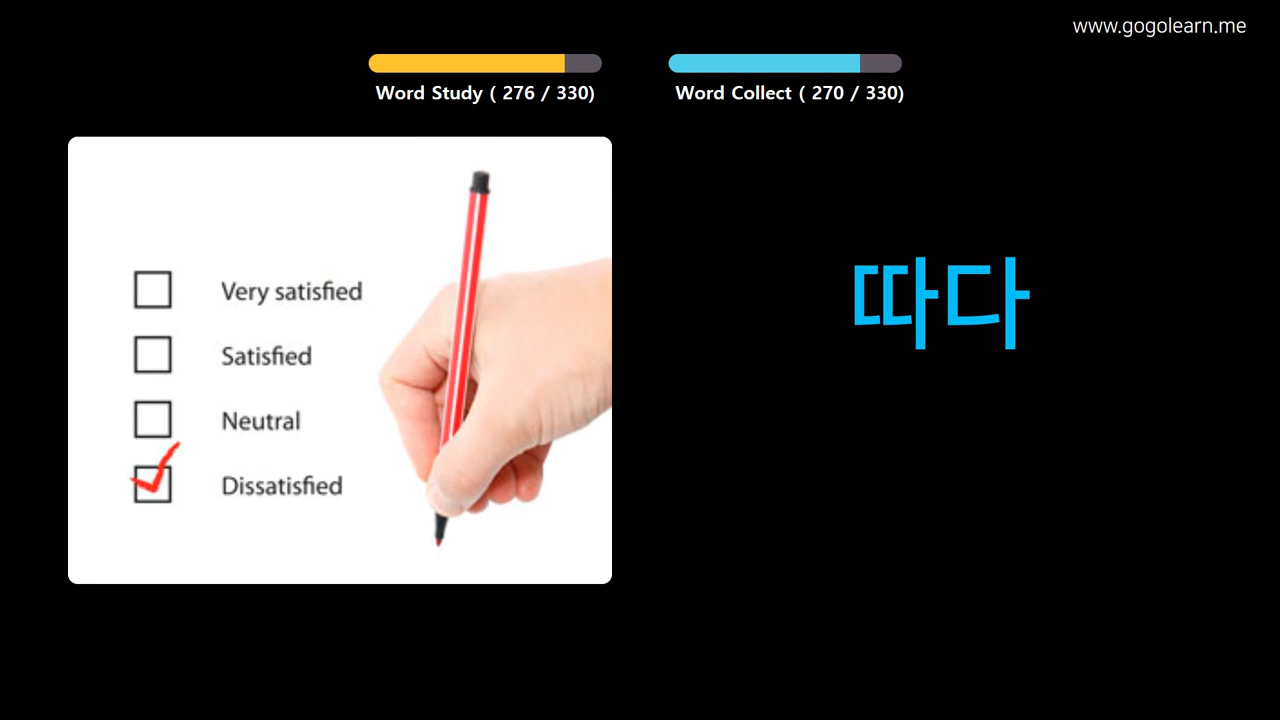 www.gogolearn.me
Word Study ( 276 / 330)
Word Collect ( 270 / 330)
Very satisfied
Satisfied
Neutral
Dissatisfied
따다